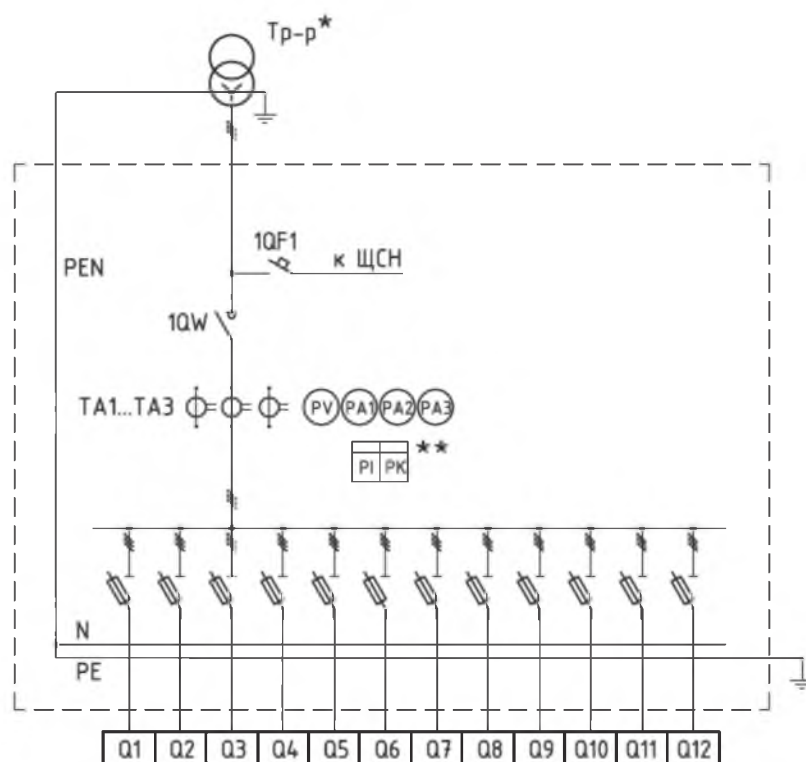 Тр-р*
1QF1
к ЩСН
PEN
1QW
TA1...TA3 PV PA1 PA2 PA3
PI PK **
N
PE
Q1 Q2 Q3 Q4 Q5 Q6 Q7 Q8 Q9 Q10 Q11 Q12